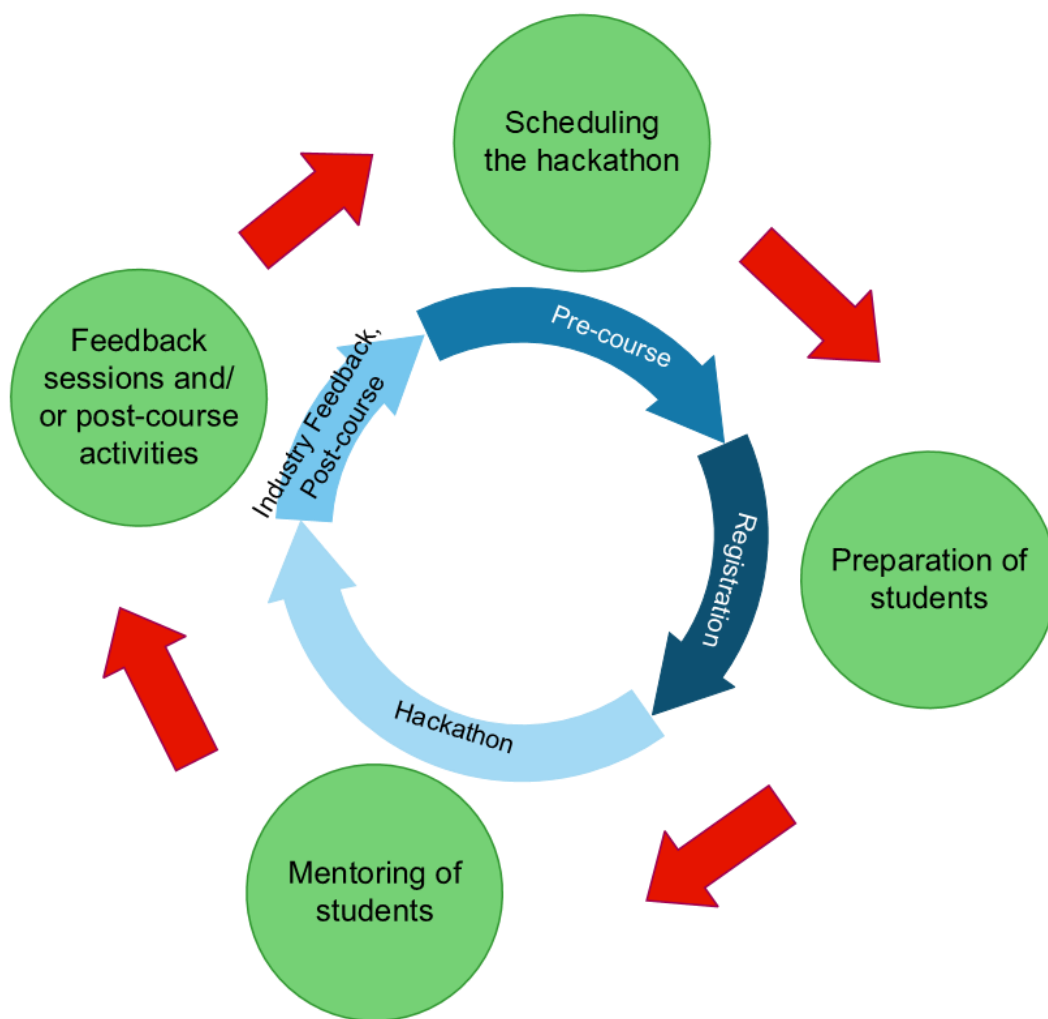 Scheduling
the hackathon
Pre-course
Registration
Preparation of
students
Hackathon
Mentoring of
students
Industry Feedback,
Post-course
Feedback
sessions and/
or post-course
activities